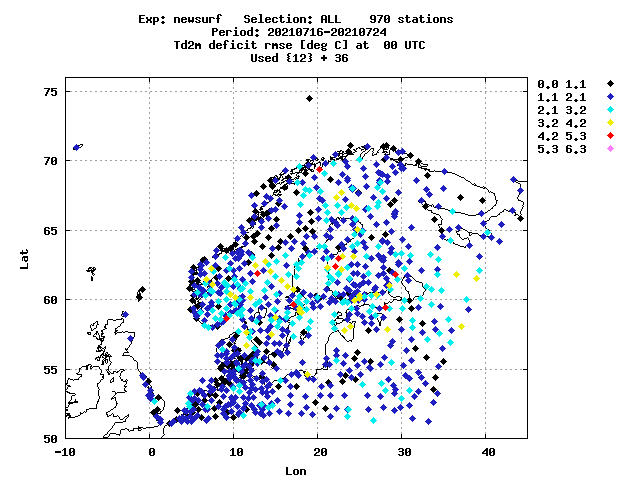 Exp: newsurf   Selection: ALL    970 stations
Period: 20210716-20210724
Td2m deficit rmse [deg C] at  00 UTC
Used {12} + 36
0.0 1.1
1.1 2.1
2.1 3.2
3.2 4.2
4.2 5.3
5.3 6.3
75
70
65
60
55
50
Lat
-10 0 10 20 30 40
Lon